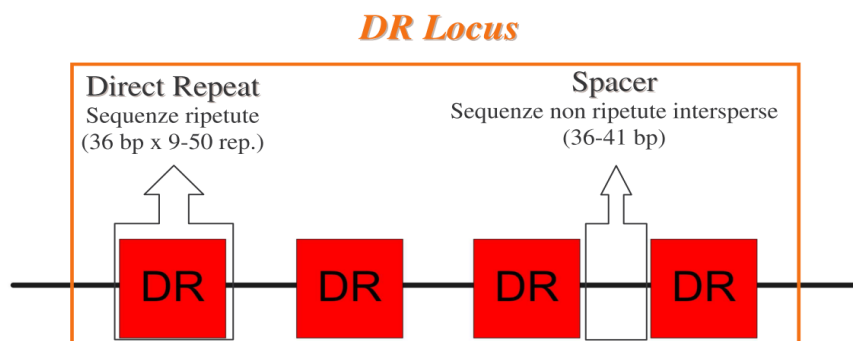 DR Locus
Direct Repeat
Sequenze ripetute
(36 bp x 9-50 rep.)
Spacer
Sequenze non ripetute intersperse
(36-41 bp)
DR DR DR DR